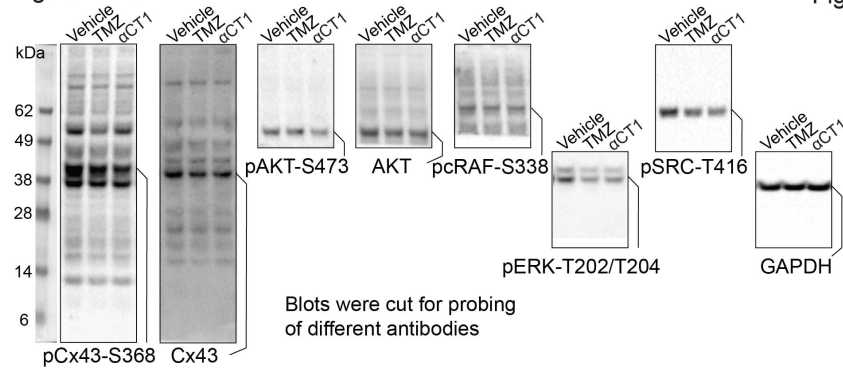 Vehicle TMZ αCT1
Vehicle TMZ αCT1
Vehicle TMZ αCT1
Vehicle TMZ αCT1
Vehicle TMZ αCT1
Vehicle TMZ αCT1
kDa
62
49
38
28
14
6
pAKT-S473
AKT
pcRAF-S338
pSRC-T416
Vehicle TMZ αCT1
Vehicle TMZ αCT1
pERK-T202/T204
GAPDH
Blots were cut for probing
of different antibodies
pCx43-S368
Cx43